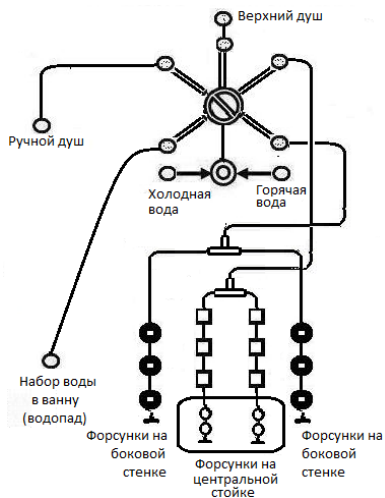 Верхний душ
Ручной душ
Холодная
вода
Горячая
вода
Набор воды
в ванну
(водопад)
Форсунки на
боковой
стенке
Форсунки на
центральной
стойке
Форсунки на
боковой
стенке